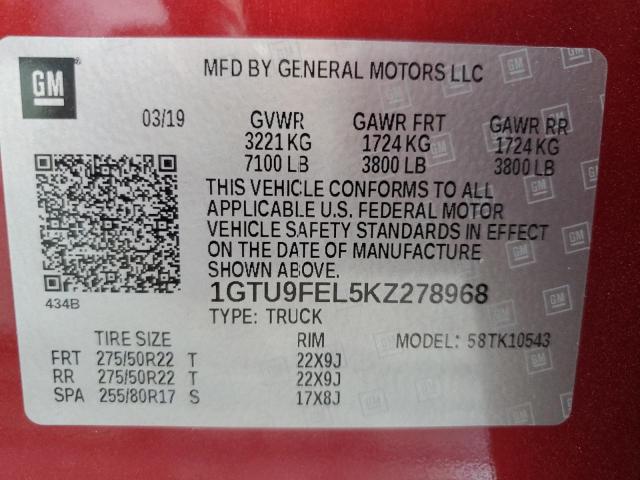 GM
MFD BY GENERAL MOTORS LLC
03/19 GVWR GAWR FRT GAWR RR
3221 KG 1724 KG 1724 KG
7100 LB 3800 LB 3800 LB
THIS VEHICLE CONFORMS TO ALL
APPLICABLE U.S. FEDERAL MOTOR
VEHICLE SAFETY STANDARDS IN EFFECT
ON THE DATE OF MANUFACTURE
SHOWN ABOVE.
434B
1GTU9FEL5KZ278968
TYPE: TRUCK
TIRE SIZE RIM MODEL: 58TK10543
FRT 275/50R22 T 22X9J
RR 275/50R22 T 22X9J
SPA 255/80R17 S 17X8J